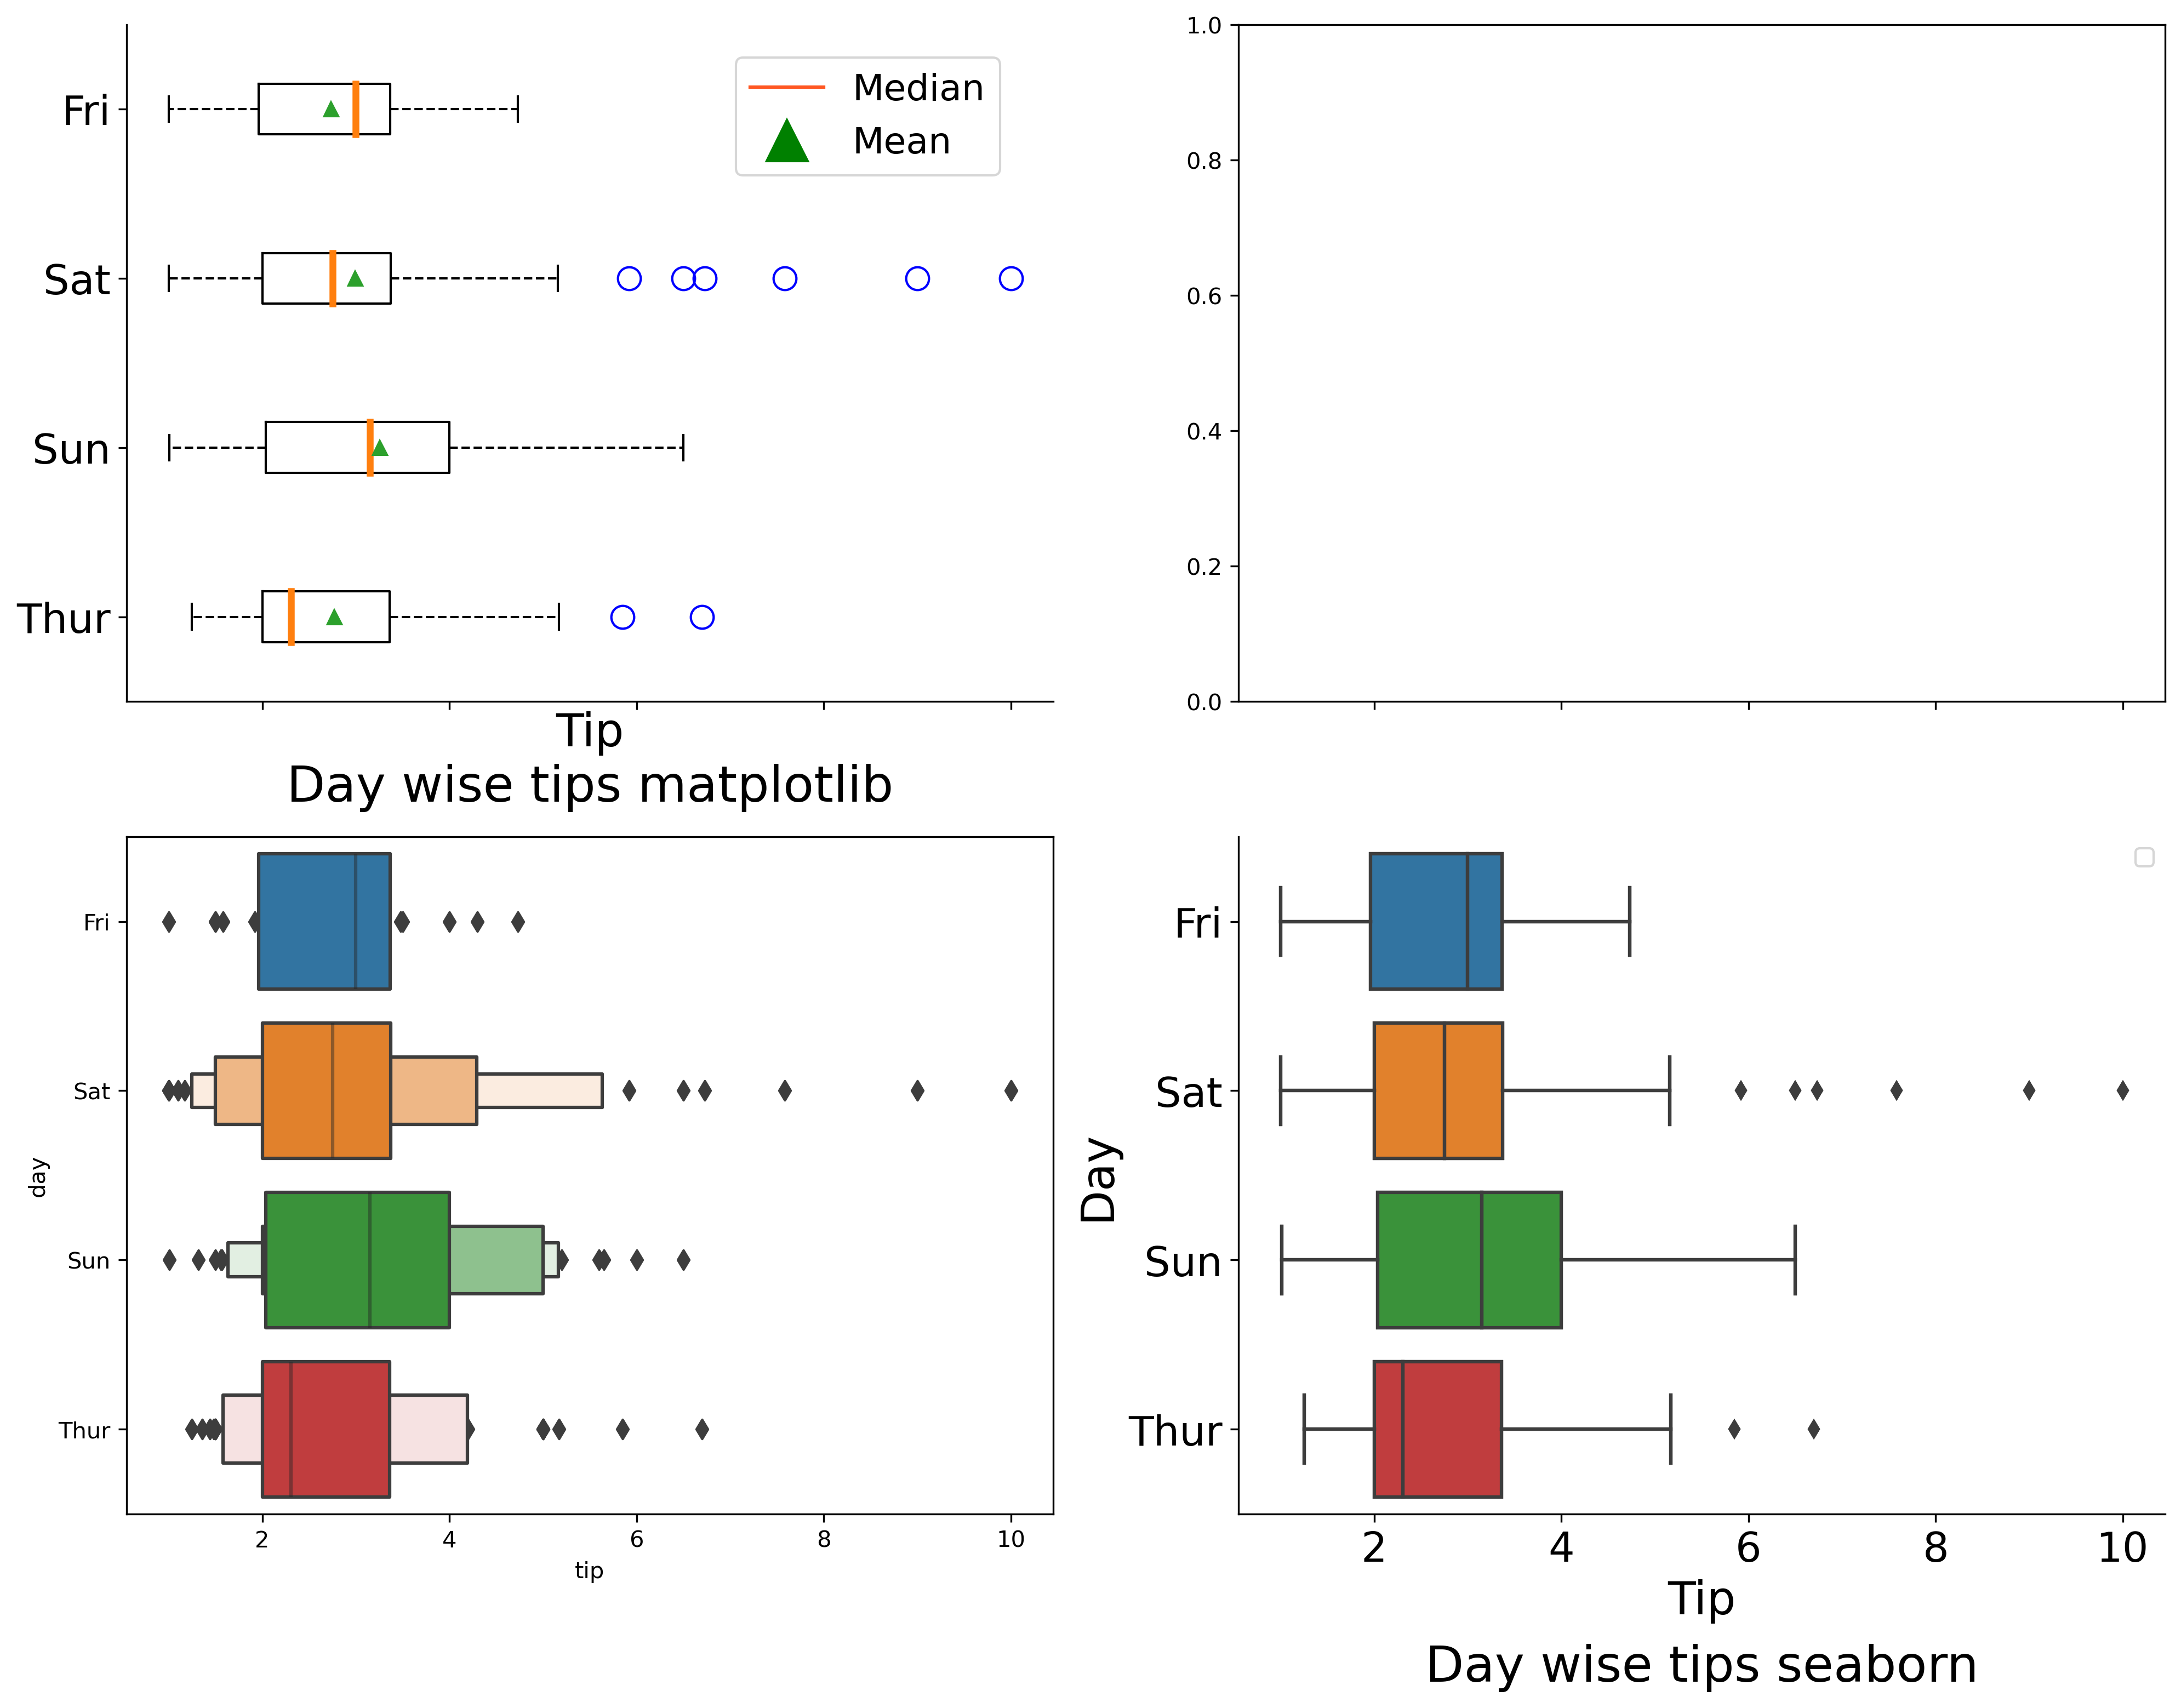 Fri
Sat
Sun
Thur
Median
Mean
Tip
Day wise tips matplotlib
1.0
0.8
0.6
0.4
0.2
0.0
day
Fri
Sat
Sun
Thur
2 4 6 8 10
tip
Day
Fri
Sat
Sun
Thur
2 4 6 8 10
Tip
Day wise tips seaborn